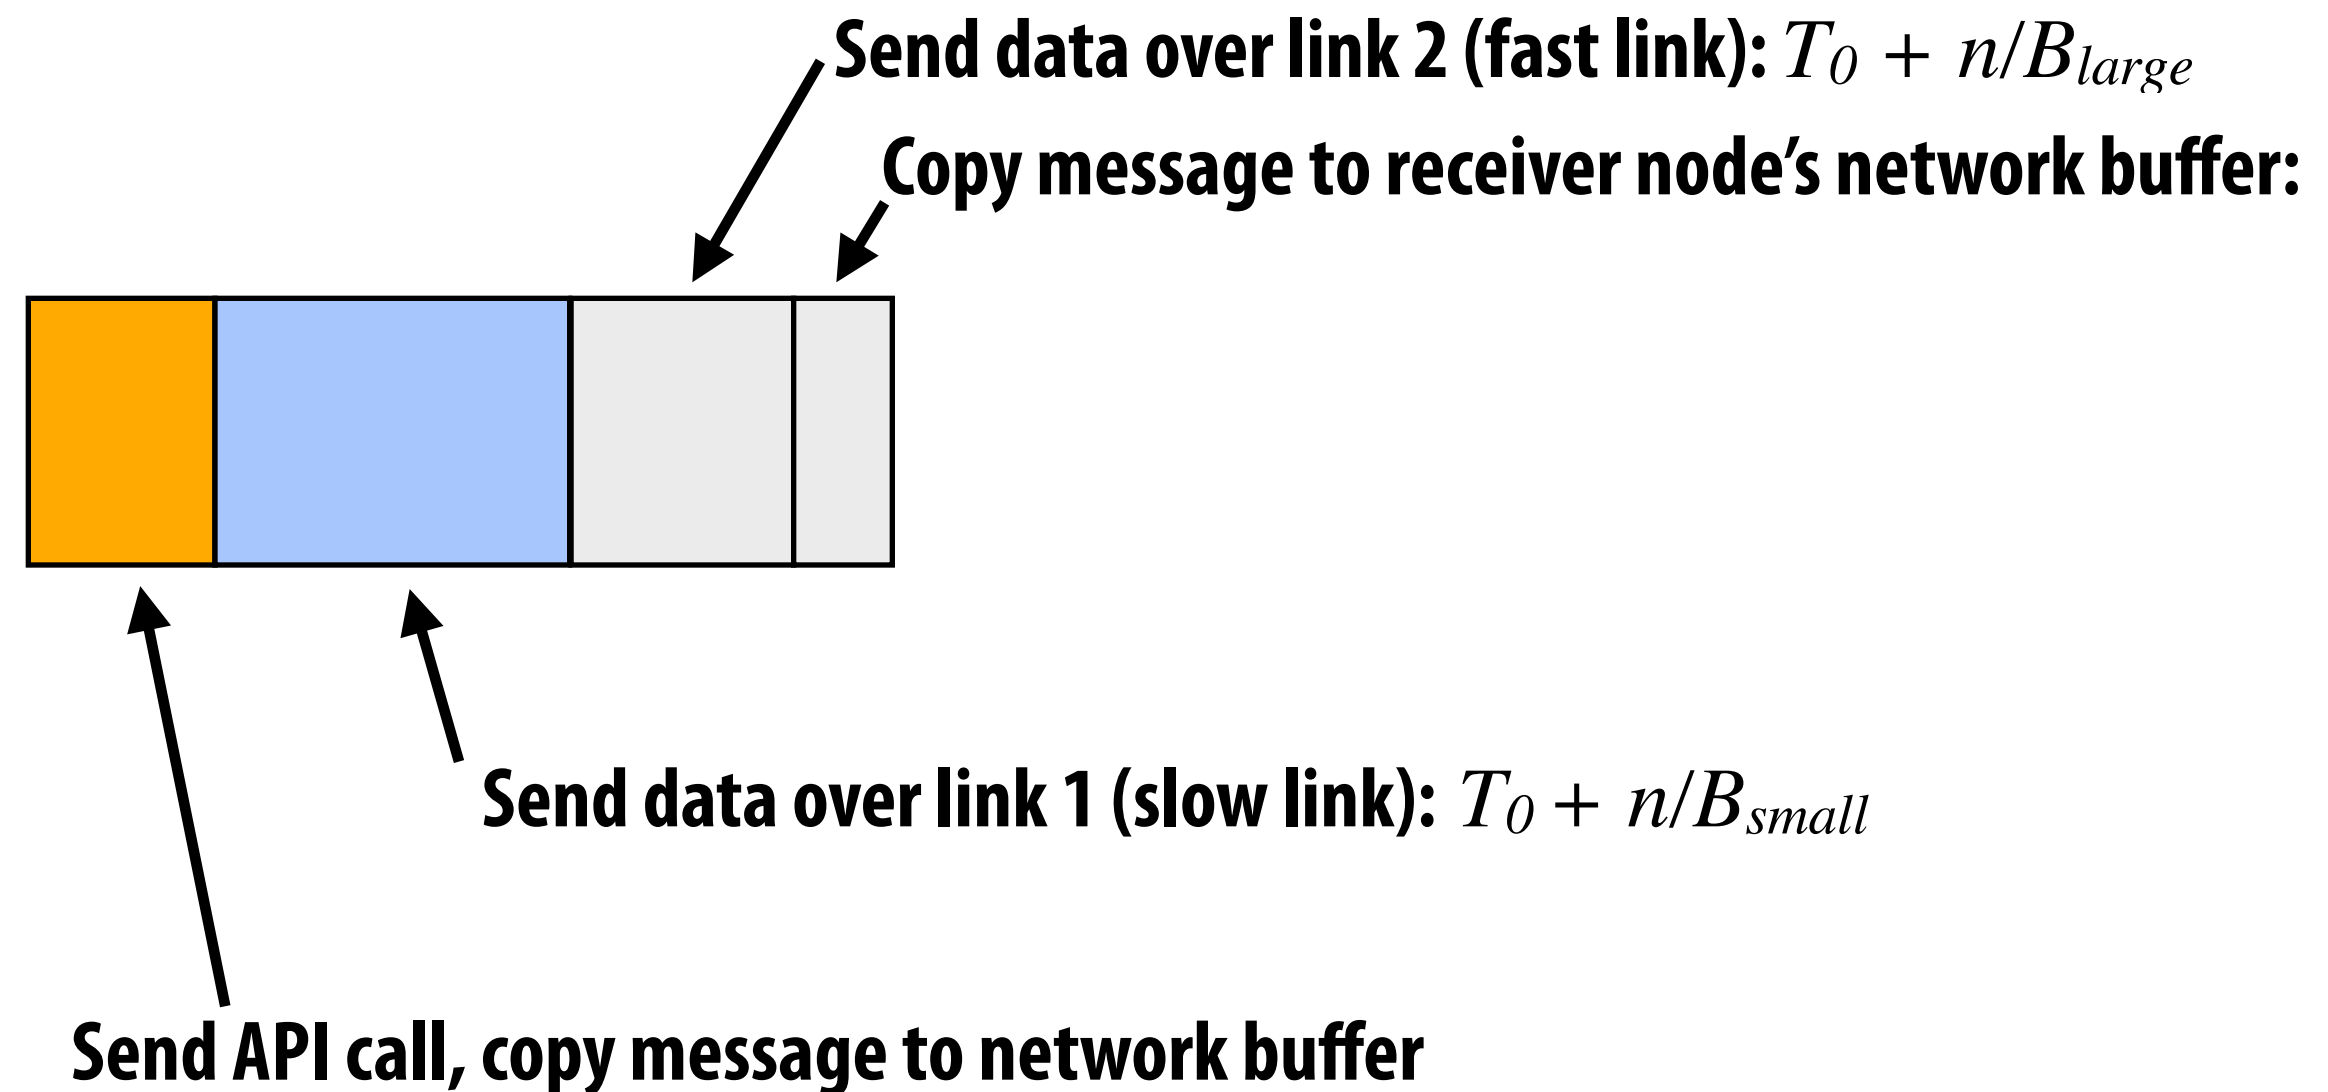 Send data over link 2 (fast link): T0 + n/Blarge
Copy message to receiver node’s network buffer:
Send data over link 1 (slow link): T0 + n/Bsmall
Send API call, copy message to network buffer